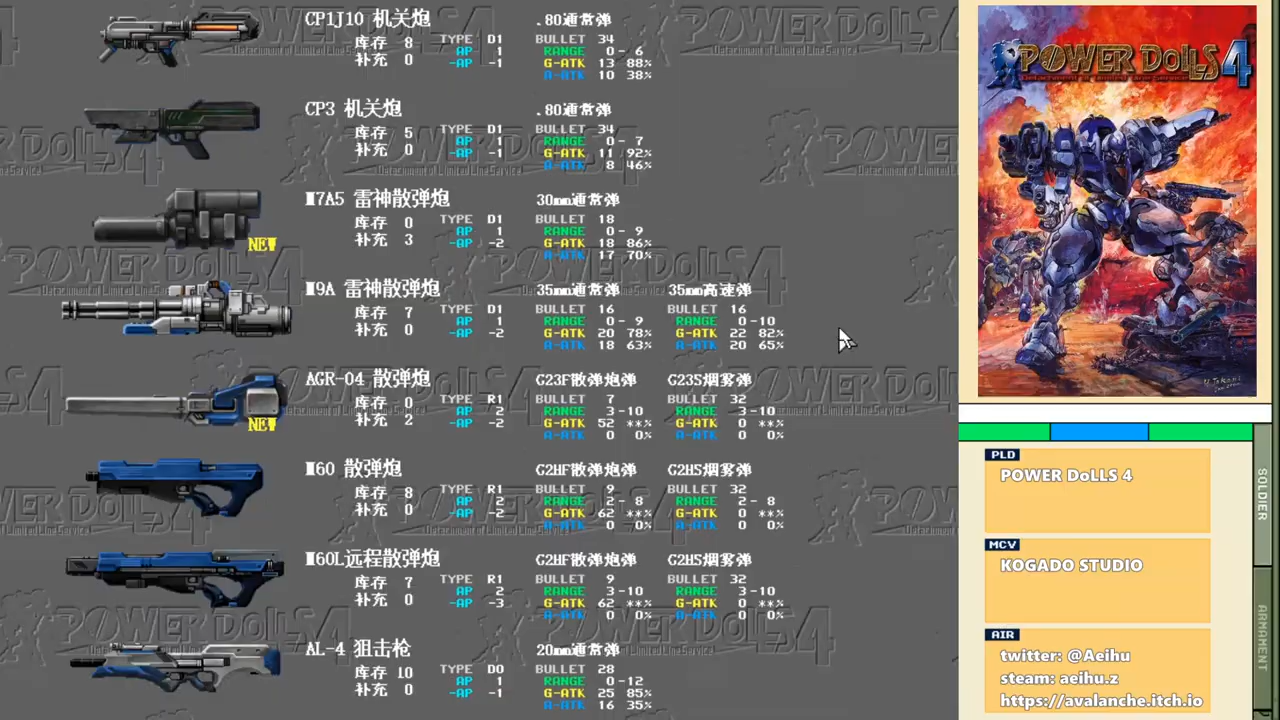 CP1J10 机关炮
库存 8
补充 0
TYPE D1
AP 1
-AP -1
.80通常弹
BULLET 34
RANGE 0- 6
G-ATK 13 88%
A-ATK 10 38%
CP3 机关炮
库存 5
补充 0
TYPE D1
AP 1
-AP -1
.80通常弹
BULLET 34
RANGE 0- 7
G-ATK 11 92%
A-ATK 8 46%
M7A5 雷神散弹炮
库存 0
补充 3
NEW
TYPE D1
AP 1
-AP -2
30mm通常弹
BULLET 18
RANGE 0- 9
G-ATK 18 86%
A-ATK 17 70%
M9A 雷神散弹炮
库存 7
补充 0
TYPE D1
AP 1
-AP -2
35mm通常弹
BULLET 16
RANGE 0- 9
G-ATK 20 78%
A-ATK 18 63%
35mm高速弹
BULLET 16
RANGE 0-10
G-ATK 22 82%
A-ATK 20 65%
AGR-04 散弹炮
库存 0
补充 2
NEW
TYPE R1
AP 2
-AP -2
G23F散弹炮弹
BULLET 7
RANGE 3-10
G-ATK 52 **%
A-ATK 0 0%
G23S烟雾弹
BULLET 32
RANGE 3-10
G-ATK 0 **%
A-ATK 0 0%
M60 散弹炮
库存 8
补充 0
TYPE R1
AP 2
-AP -2
G2HF散弹炮弹
BULLET 9
RANGE 2- 8
G-ATK 62 **%
A-ATK 0 0%
G2HS烟雾弹
BULLET 32
RANGE 2- 8
G-ATK 0 **%
A-ATK 0 0%
M60L远程散弹炮
库存 7
补充 0
TYPE R1
AP 2
-AP -3
G2HF散弹炮弹
BULLET 9
RANGE 3-10
G-ATK 62 **%
A-ATK 0 0%
G2HS烟雾弹
BULLET 32
RANGE 3-10
G-ATK 0 **%
A-ATK 0 0%
AL-4 狙击枪
库存 10
补充 0
TYPE D0
AP 1
-AP -1
20mm通常弹
BULLET 28
RANGE 0-12
G-ATK 25 85%
A-ATK 16 35%
POWER DoLLS 4
Detachment of Limited Line Service
PLD
POWER DoLLS 4
MCV
KOGADO STUDIO
AIR
twitter: @Aeihu
steam: aeihu.z
https://avalanche.itch.io
SOLDIER
ARMAMENT